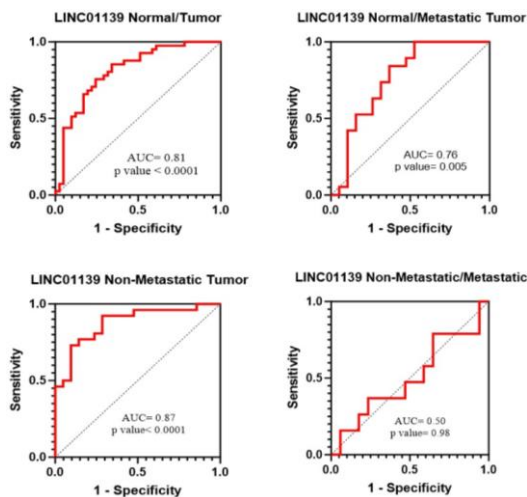 LINC01139 Normal/Tumor
1.0
0.5
0.0
Sensitivity
AUC= 0.81
p value < 0.0001
0.0 0.5 1.0
1 - Specificity
LINC01139 Normal/Metastatic Tumor
1.0
0.5
0.0
Sensitivity
AUC= 0.76
p value= 0.005
0.0 0.5 1.0
1 - Specificity
LINC01139 Non-Metastatic Tumor
1.0
0.5
0.0
Sensitivity
AUC= 0.87
p value< 0.0001
0.0 0.5 1.0
1 - Specificity
LINC01139 Non-Metastatic/Metastatic
1.0
0.5
0.0
Sensitivity
AUC= 0.50
p value= 0.98
0.0 0.5 1.0
1 - Specificity